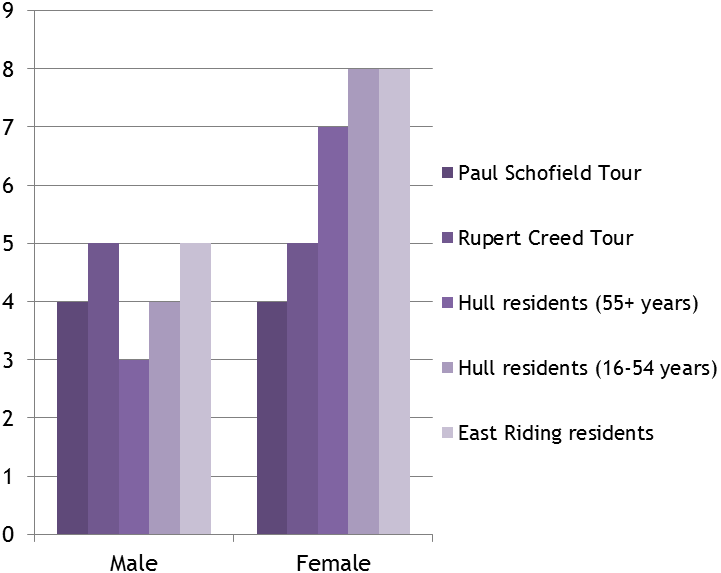 9
8
7
6
5
4
3
2
1
0
Male Female
Paul Schofield Tour
Rupert Creed Tour
Hull residents (55+ years)
Hull residents (16-54 years)
East Riding residents